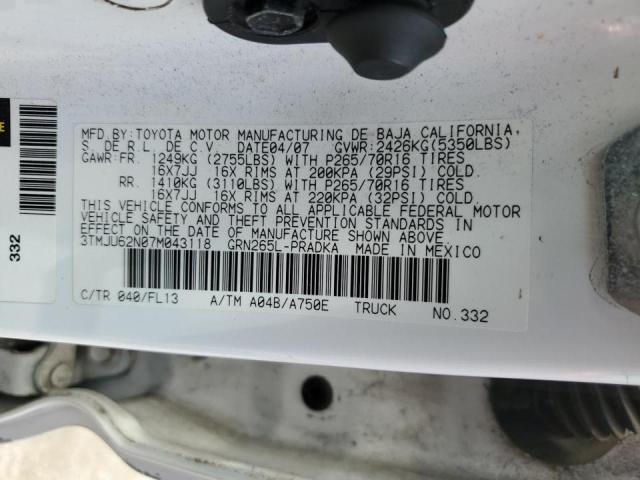 MFD.BY:TOYOTA MOTOR MANUFACTURING DE BAJA CALIFORNIA,
S. DE R.L. DE C.V. DATE04/07 GVWR:2426KG(5350LBS)
GAWR:FR. 1249KG (2755LBS) WITH P265/70R16 TIRES
16X7JJ 16X RIMS AT 200KPA (29PSI) COLD.
RR. 1410KG (3110LBS) WITH P265/70R16 TIRES
16X7JJ 16X RIMS AT 220KPA (32PSI) COLD.
THIS VEHICLE CONFORMS TO ALL APPLICABLE FEDERAL MOTOR
VEHICLE SAFETY AND THEFT PREVENTION STANDARDS IN
EFFECT ON THE DATE OF MANUFACTURE SHOWN ABOVE.
3TMJU62N07M043118 GRN265L-PRADKA MADE IN MEXICO
C/TR 040/FL13 A/TM A04B/A750E TRUCK NO.332
332